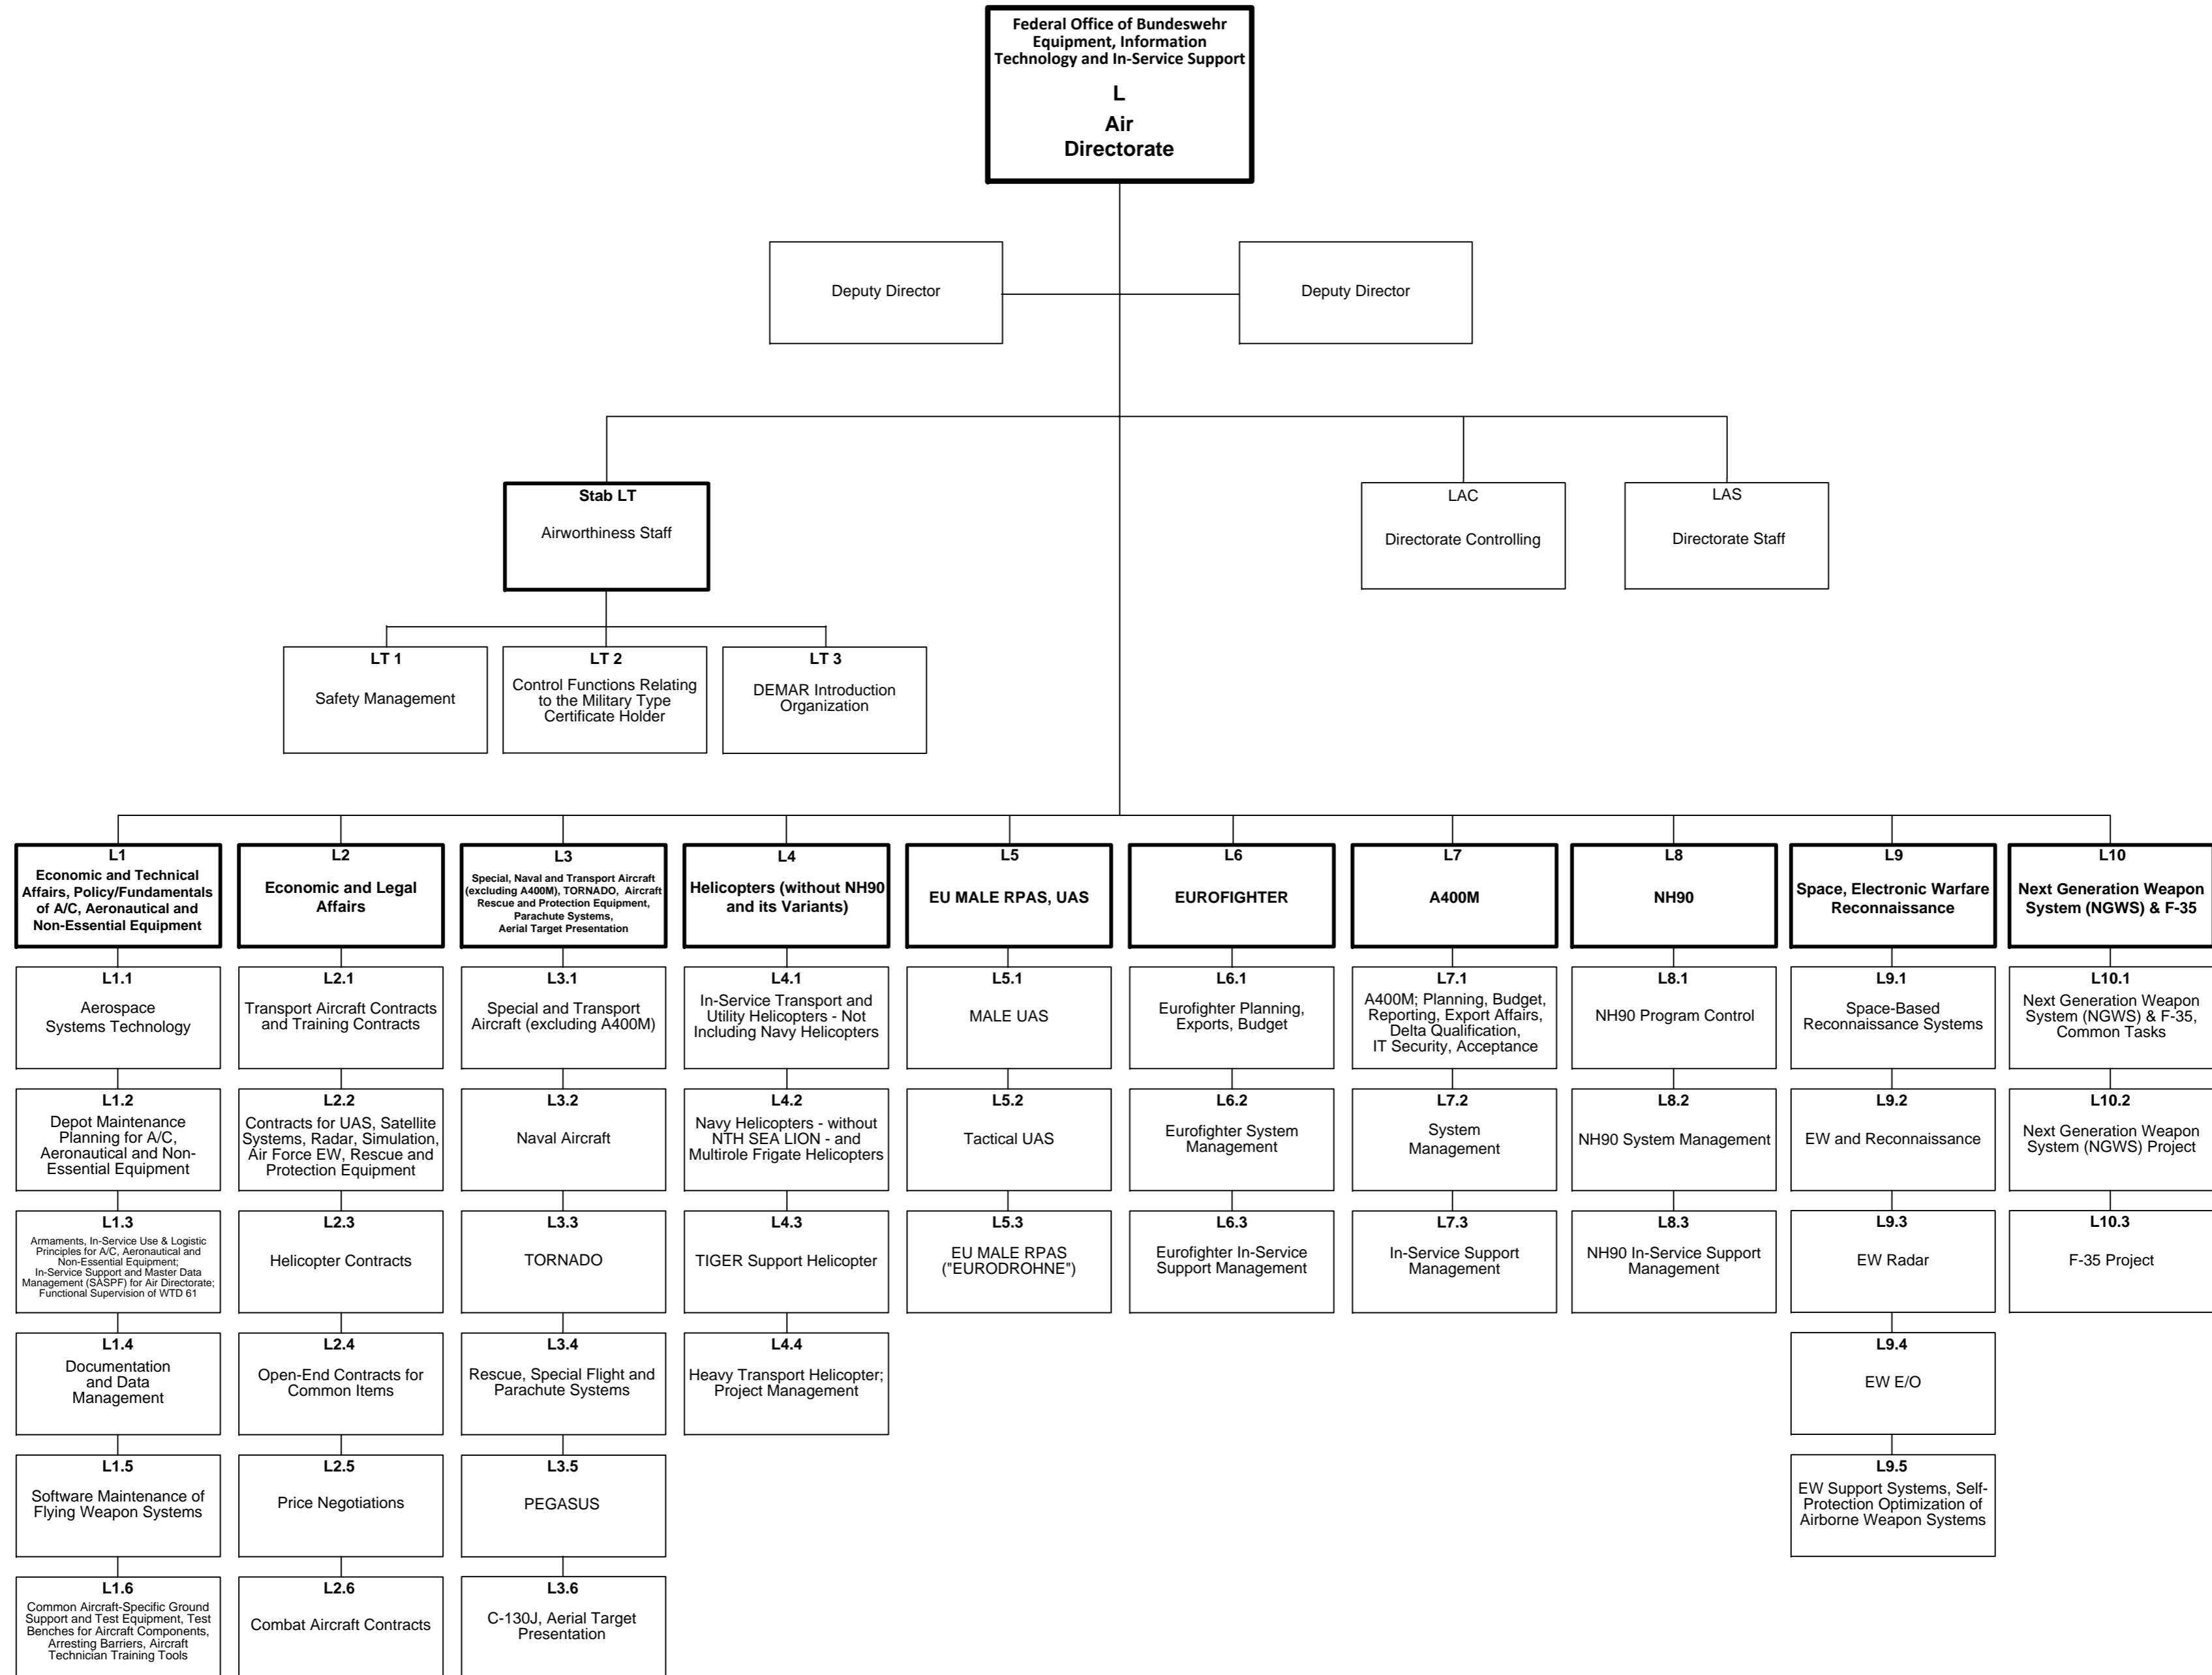 Federal Office of Bundeswehr
Equipment, Information
Technology and In-Service Support
L
Air
Directorate
Deputy Director
Deputy Director
Stab LT
Airworthiness Staff
LAC
Directorate Controlling
LAS
Directorate Staff
LT 1
Safety Management
LT 2
Control Functions Relating
to the Military Type
Certificate Holder
LT 3
DEMAR Introduction
Organization
L1
Economic and Technical
Affairs, Policy/Fundamentals
of A/C, Aeronautical and
Non-Essential Equipment
L1.1
Aerospace
Systems Technology
L1.2
Depot Maintenance
Planning for A/C,
Aeronautical and Non-
Essential Equipment
L1.3
Armaments, In-Service Use & Logistic
Principles for A/C, Aeronautical and
Non-Essential Equipment;
In-Service Support and Master Data
Management (SASPF) for Air Directorate;
Functional Supervision of WTD 61
L1.4
Documentation
and Data
Management
L1.5
Software Maintenance of
Flying Weapon Systems
L1.6
Common Aircraft-Specific Ground
Support and Test Equipment, Test
Benches for Aircraft Components,
Arresting Barriers, Aircraft
Technician Training Tools
L2
Economic and Legal
Affairs
L2.1
Transport Aircraft Contracts
and Training Contracts
L2.2
Contracts for UAS, Satellite
Systems, Radar, Simulation,
Air Force EW, Rescue and
Protection Equipment
L2.3
Helicopter Contracts
L2.4
Open-End Contracts for
Common Items
L2.5
Price Negotiations
L2.6
Combat Aircraft Contracts
L3
Special, Naval and Transport Aircraft
(excluding A400M), TORNADO, Aircraft
Rescue and Protection Equipment,
Parachute Systems,
Aerial Target Presentation
L3.1
Special and Transport
Aircraft (excluding A400M)
L3.2
Naval Aircraft
L3.3
TORNADO
L3.4
Rescue, Special Flight and
Parachute Systems
L3.5
PEGASUS
L3.6
C-130J, Aerial Target
Presentation
L4
Helicopters (without NH90
and its Variants)
L4.1
In-Service Transport and
Utility Helicopters - Not
Including Navy Helicopters
L4.2
Navy Helicopters - without
NTH SEA LION - and
Multirole Frigate Helicopters
L4.3
TIGER Support Helicopter
L4.4
Heavy Transport Helicopter;
Project Management
L5
EU MALE RPAS, UAS
L5.1
MALE UAS
L5.2
Tactical UAS
L5.3
EU MALE RPAS
("EURODROHNE")
L6
EUROFIGHTER
L6.1
Eurofighter Planning,
Exports, Budget
L6.2
Eurofighter System
Management
L6.3
Eurofighter In-Service
Support Management
L7
A400M
L7.1
A400M; Planning, Budget,
Reporting, Export Affairs,
Delta Qualification,
IT Security, Acceptance
L7.2
System
Management
L7.3
In-Service Support
Management
L8
NH90
L8.1
NH90 Program Control
L8.2
NH90 System Management
L8.3
NH90 In-Service Support
Management
L9
Space, Electronic Warfare
Reconnaissance
L9.1
Space-Based
Reconnaissance Systems
L9.2
EW and Reconnaissance
L9.3
EW Radar
L9.4
EW E/O
L9.5
EW Support Systems, Self-
Protection Optimization of
Airborne Weapon Systems
L10
Next Generation Weapon
System (NGWS) & F-35
L10.1
Next Generation Weapon
System (NGWS) & F-35,
Common Tasks
L10.2
Next Generation Weapon
System (NGWS) Project
L10.3
F-35 Project